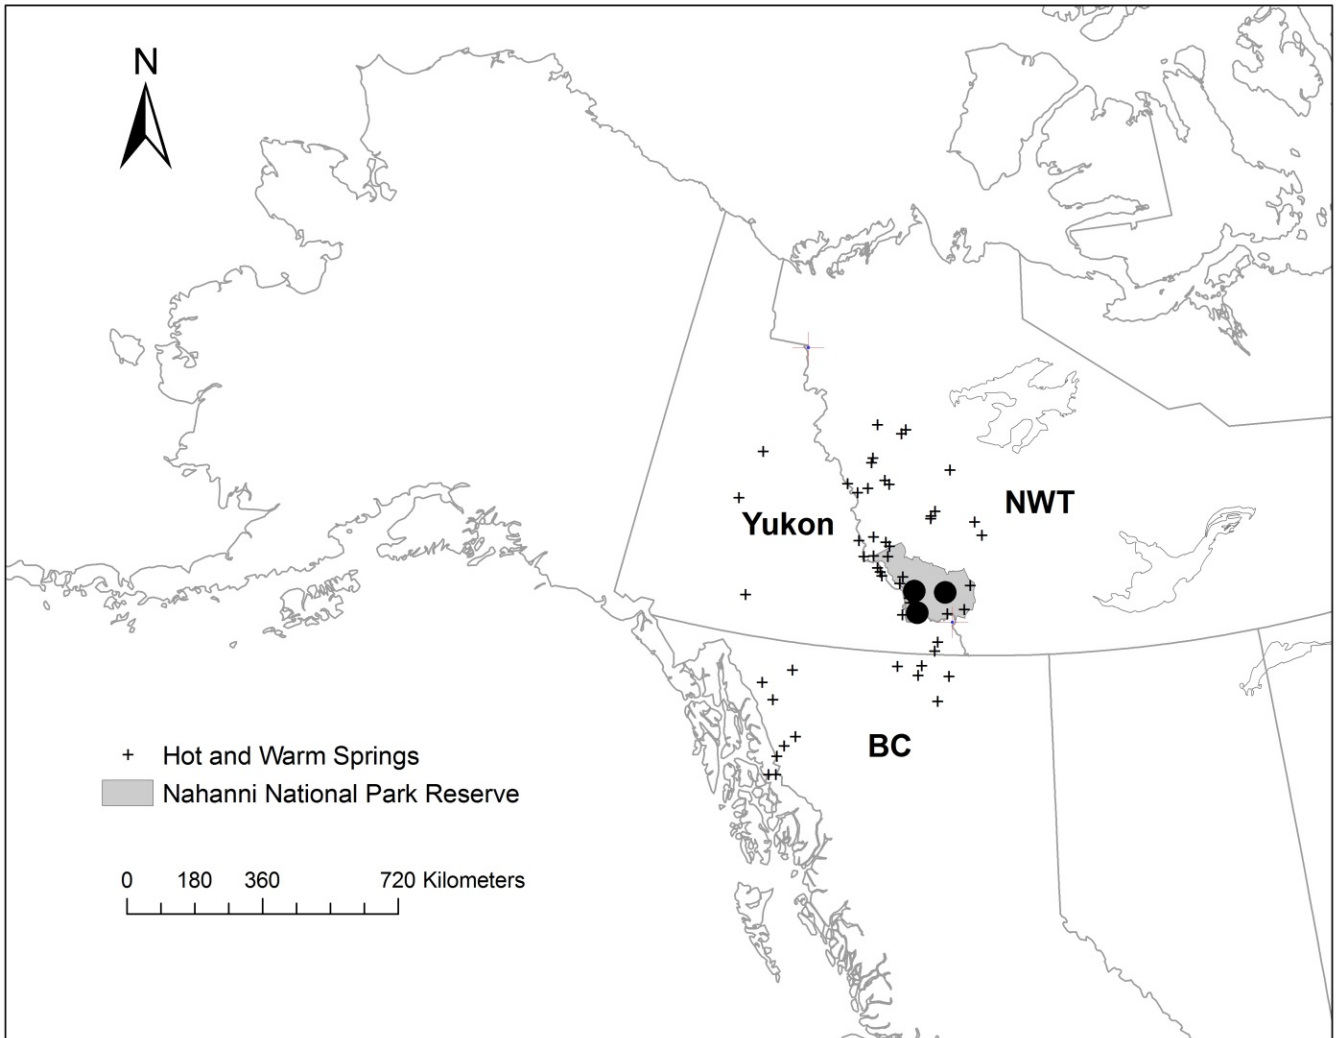 N
NWT
Yukon
BC
Hot and Warm Springs
Nahanni National Park Reserve
0 180 360 720 Kilometers